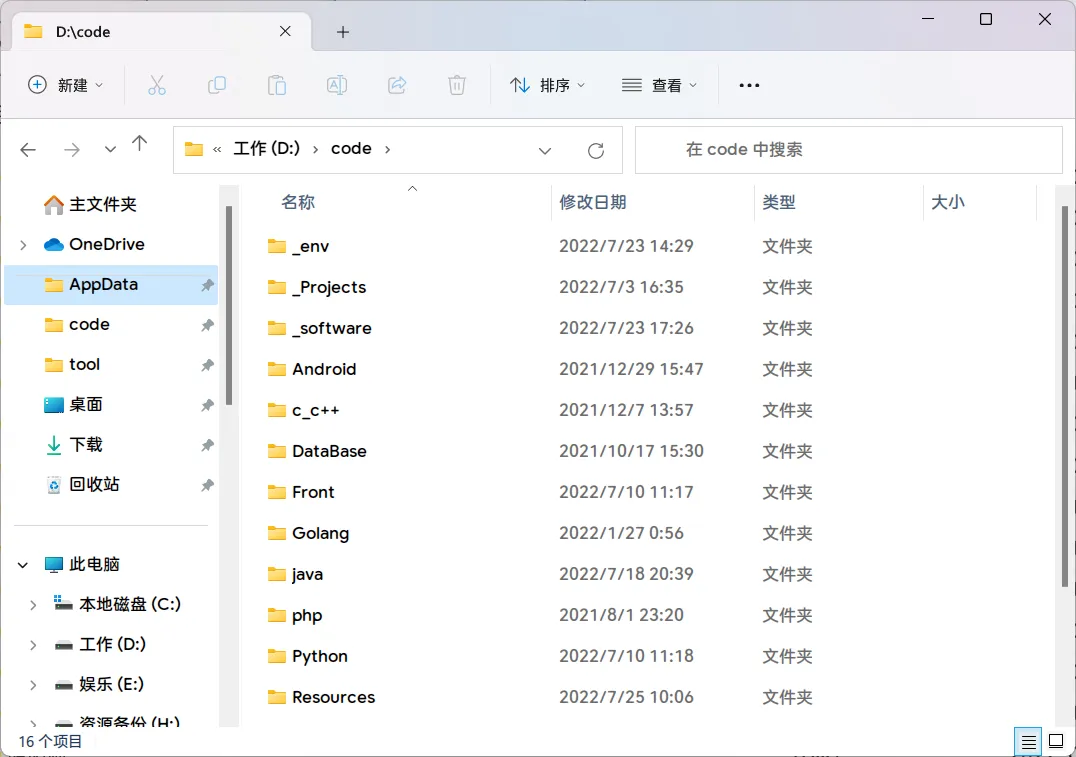 D:\code
新建
排序
查看
« 工作 (D:) › code ›
在 code 中搜索
主文件夹
OneDrive
AppData
code
tool
桌面
下载
回收站
此电脑
本地磁盘 (C:)
工作 (D:)
娱乐 (E:)
资源备份 (H:)
名称 修改日期 类型 大小
_env 2022/7/23 14:29 文件夹
_Projects 2022/7/3 16:35 文件夹
_software 2022/7/23 17:26 文件夹
Android 2021/12/29 15:47 文件夹
c_c++ 2021/12/7 13:57 文件夹
DataBase 2021/10/17 15:30 文件夹
Front 2022/7/10 11:17 文件夹
Golang 2022/1/27 0:56 文件夹
java 2022/7/18 20:39 文件夹
php 2021/8/1 23:20 文件夹
Python 2022/7/10 11:18 文件夹
Resources 2022/7/25 10:06 文件夹
16 个项目